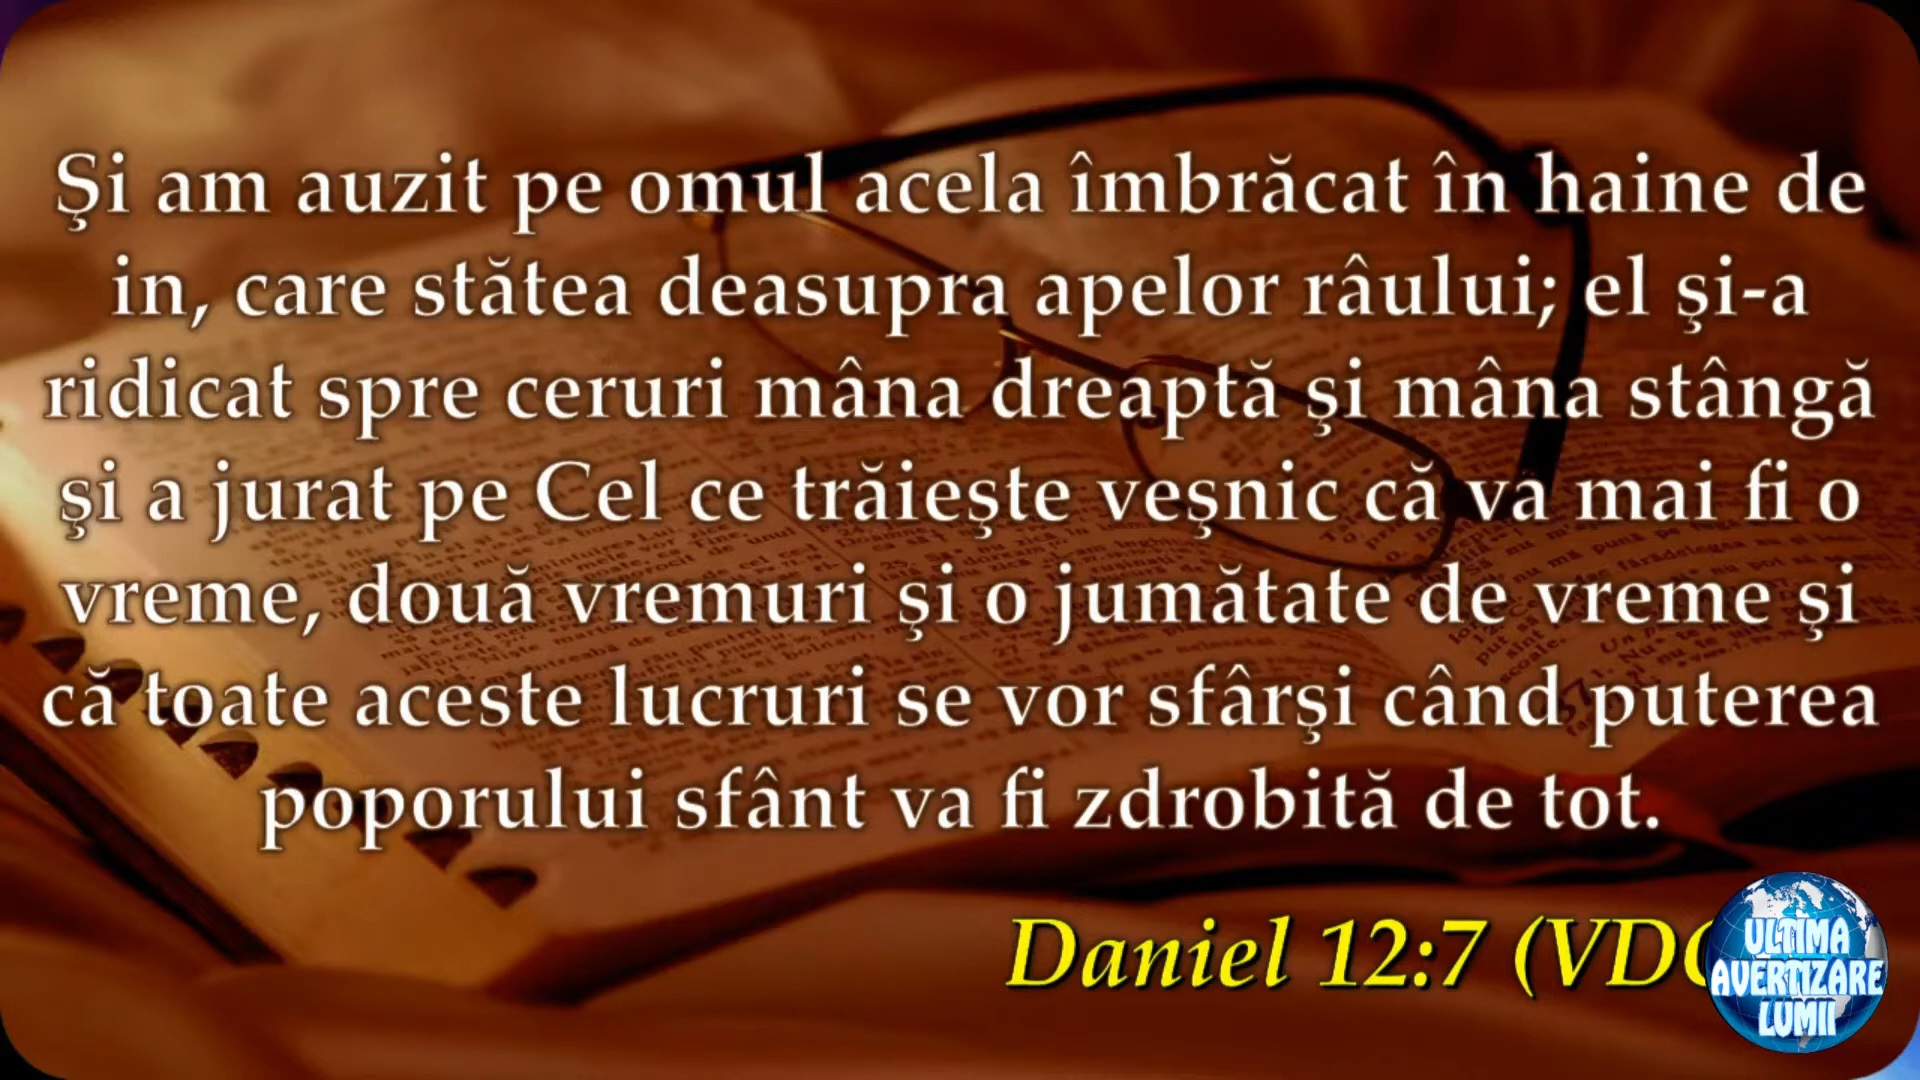 Şi am auzit pe omul acela îmbrăcat în haine de
in, care stătea deasupra apelor râului; el şi-a
ridicat spre ceruri mâna dreaptă şi mâna stângă
şi a jurat pe Cel ce trăieşte veşnic că va mai fi o
vreme, două vremuri şi o jumătate de vreme şi
că toate aceste lucruri se vor sfârşi când puterea
poporului sfânt va fi zdrobită de tot.
Daniel 12:7
ULTIMA
AVERTIZARE
LUMII